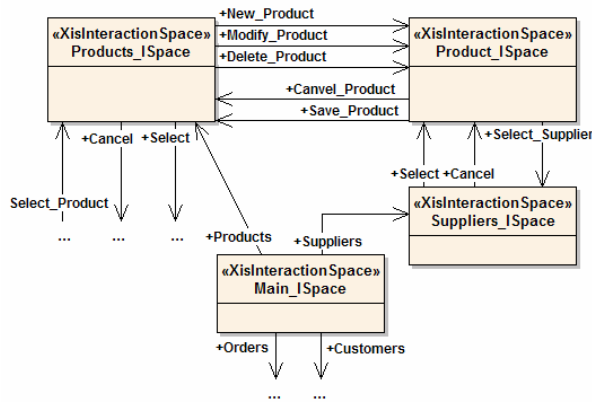 +New_Product
«XisInteractionSpace»
Products_ISpace
+Modify_Product
«XisInteractionSpace»
Product_ISpace
+Delete_Product
+Canvel_Product
+Save_Product
+Cancel
+Select
+Select_Supplier
+Select
+Cancel
Select_Product
«XisInteractionSpace»
Suppliers_ISpace
...
...
...
+Products
+Suppliers
«XisInteractionSpace»
Main_ISpace
+Orders
+Customers
...
...